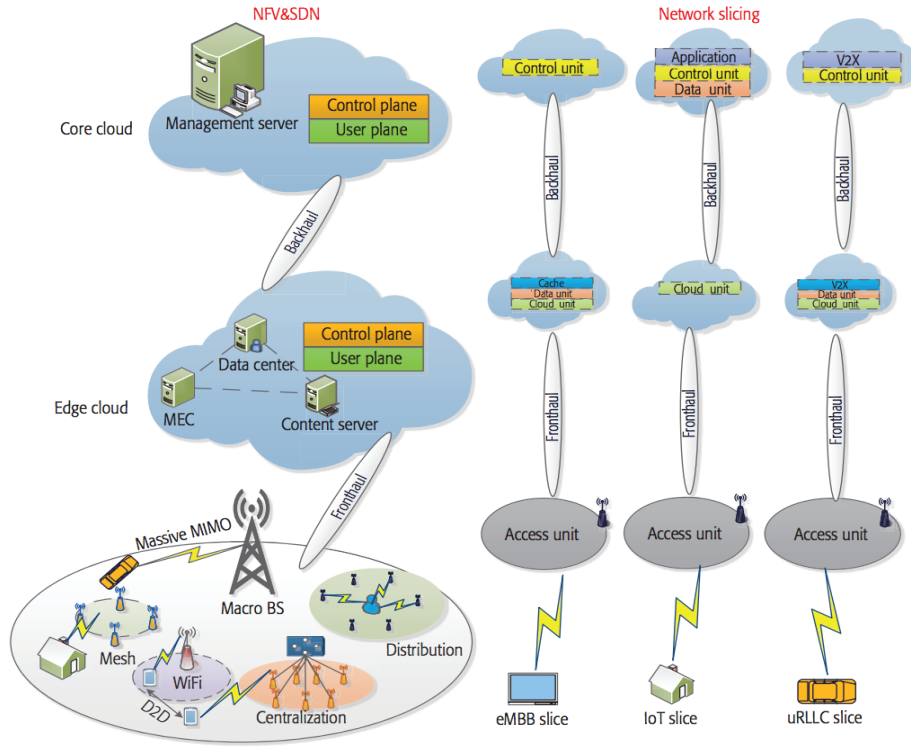 NFV&SDN
Core cloud
Management server
Control plane
User plane
Backhaul
Edge cloud
Data center
Control plane
User plane
MEC
Content server
Fronthaul
Massive MIMO
Macro BS
Mesh
WiFi
D2D
Centralization
Distribution
Network slicing
Control unit
Backhaul
Cache
Data unit
Cloud unit
Fronthaul
Access unit
eMBB slice
Application
Control unit
Data unit
Backhaul
Cloud unit
Fronthaul
Access unit
IoT slice
V2X
Control unit
Backhaul
V2X
Data unit
Cloud unit
Fronthaul
Access unit
uRLLC slice